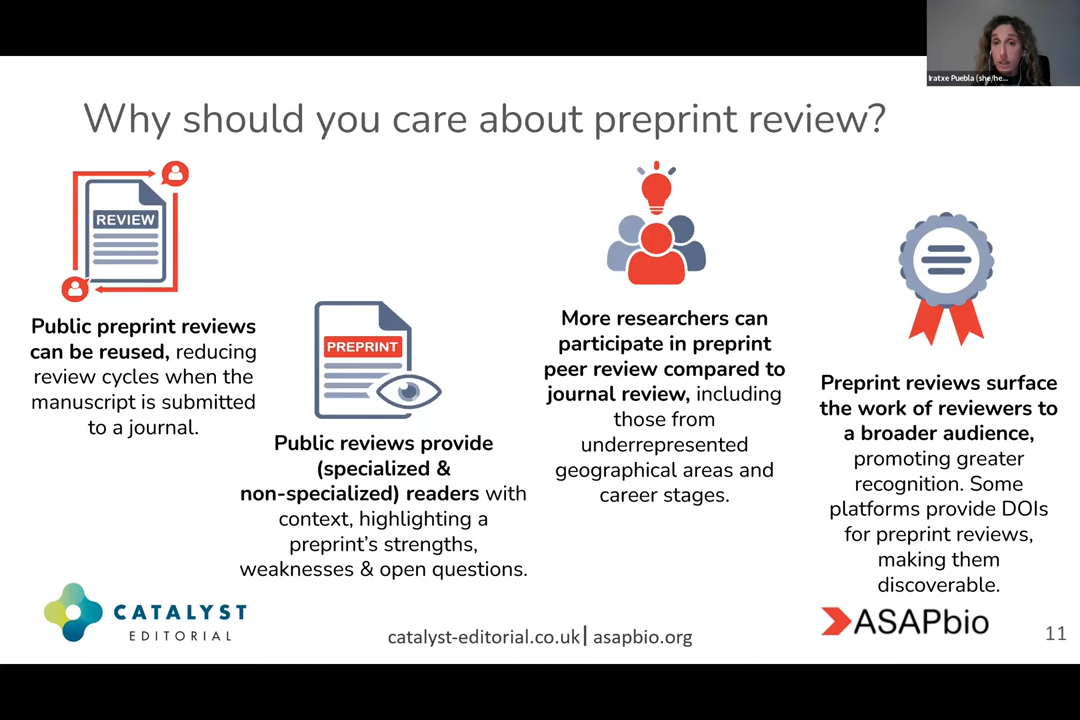 Iratxe Puebla (she/he...
Why should you care about preprint review?
REVIEW
Public preprint reviews
can be reused, reducing
review cycles when the
manuscript is submitted
to a journal.
PREPRINT
Public reviews provide
(specialized &
non-specialized) readers with
context, highlighting a
preprint’s strengths,
weaknesses & open questions.
More researchers can
participate in preprint
peer review compared to
journal review, including
those from
underrepresented
geographical areas and
career stages.
Preprint reviews surface
the work of reviewers to
a broader audience,
promoting greater
recognition. Some
platforms provide DOIs
for preprint reviews,
making them
discoverable.
CATALYST
EDITORIAL
catalyst-editorial.co.uk| asapbio.org
ASAPbio
11